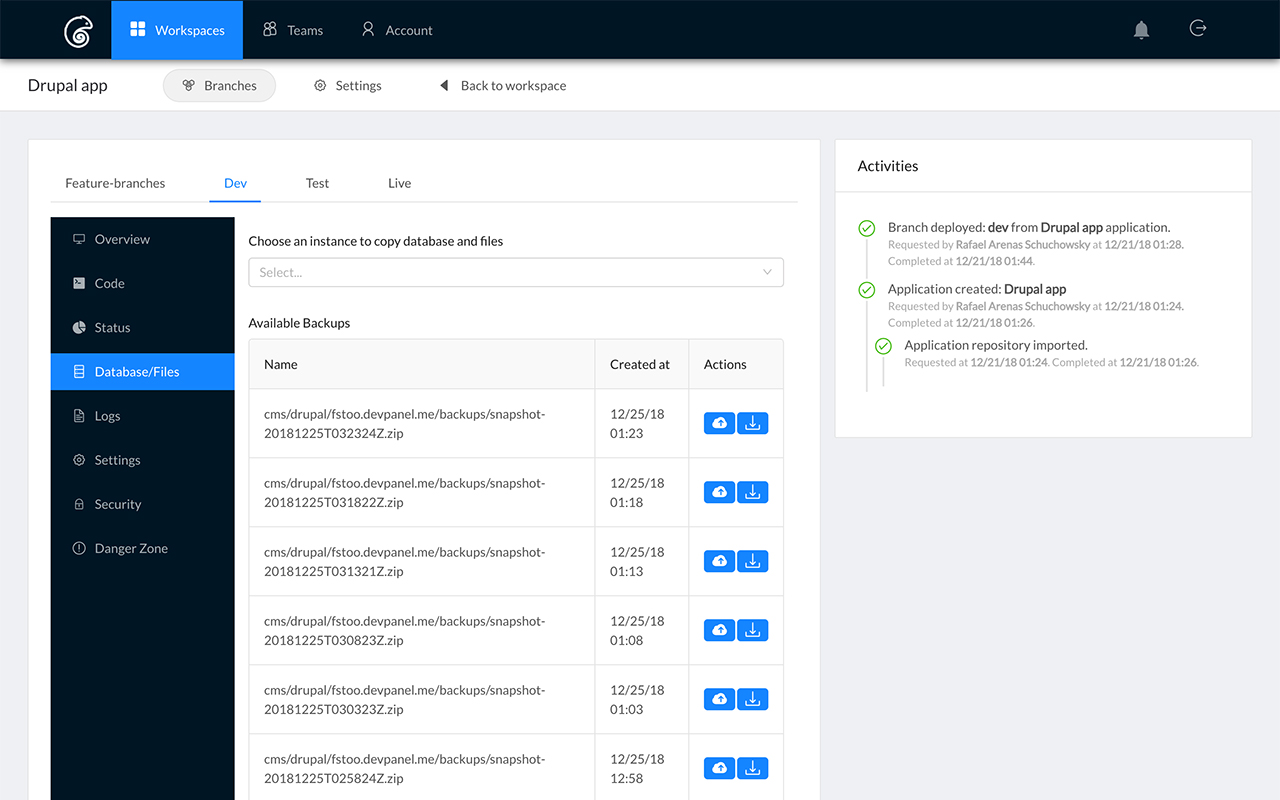 Workspaces
Teams
Account
Drupal app
Branches
Settings
Back to workspace
Feature-branches
Dev
Test
Live
Overview
Code
Status
Database/Files
Logs
Settings
Security
Danger Zone
Choose an instance to copy database and files
Select...
Available Backups
Name
Created at
Actions
cms/drupal/fstoo.devpanel.me/backups/snapshot-
20181225T032324Z.zip
12/25/18
01:23
cms/drupal/fstoo.devpanel.me/backups/snapshot-
20181225T031822Z.zip
12/25/18
01:18
cms/drupal/fstoo.devpanel.me/backups/snapshot-
20181225T031321Z.zip
12/25/18
01:13
cms/drupal/fstoo.devpanel.me/backups/snapshot-
20181225T030823Z.zip
12/25/18
01:08
cms/drupal/fstoo.devpanel.me/backups/snapshot-
20181225T030323Z.zip
12/25/18
01:03
cms/drupal/fstoo.devpanel.me/backups/snapshot-
20181225T025824Z.zip
12/25/18
12:58
Activities
Branch deployed: dev from Drupal app application.
Requested by Rafael Arenas Schuchowsky at 12/21/18 01:28.
Completed at 12/21/18 01:44.
Application created: Drupal app
Requested by Rafael Arenas Schuchowsky at 12/21/18 01:24.
Completed at 12/21/18 01:26.
Application repository imported.
Requested at 12/21/18 01:24. Completed at 12/21/18 01:26.